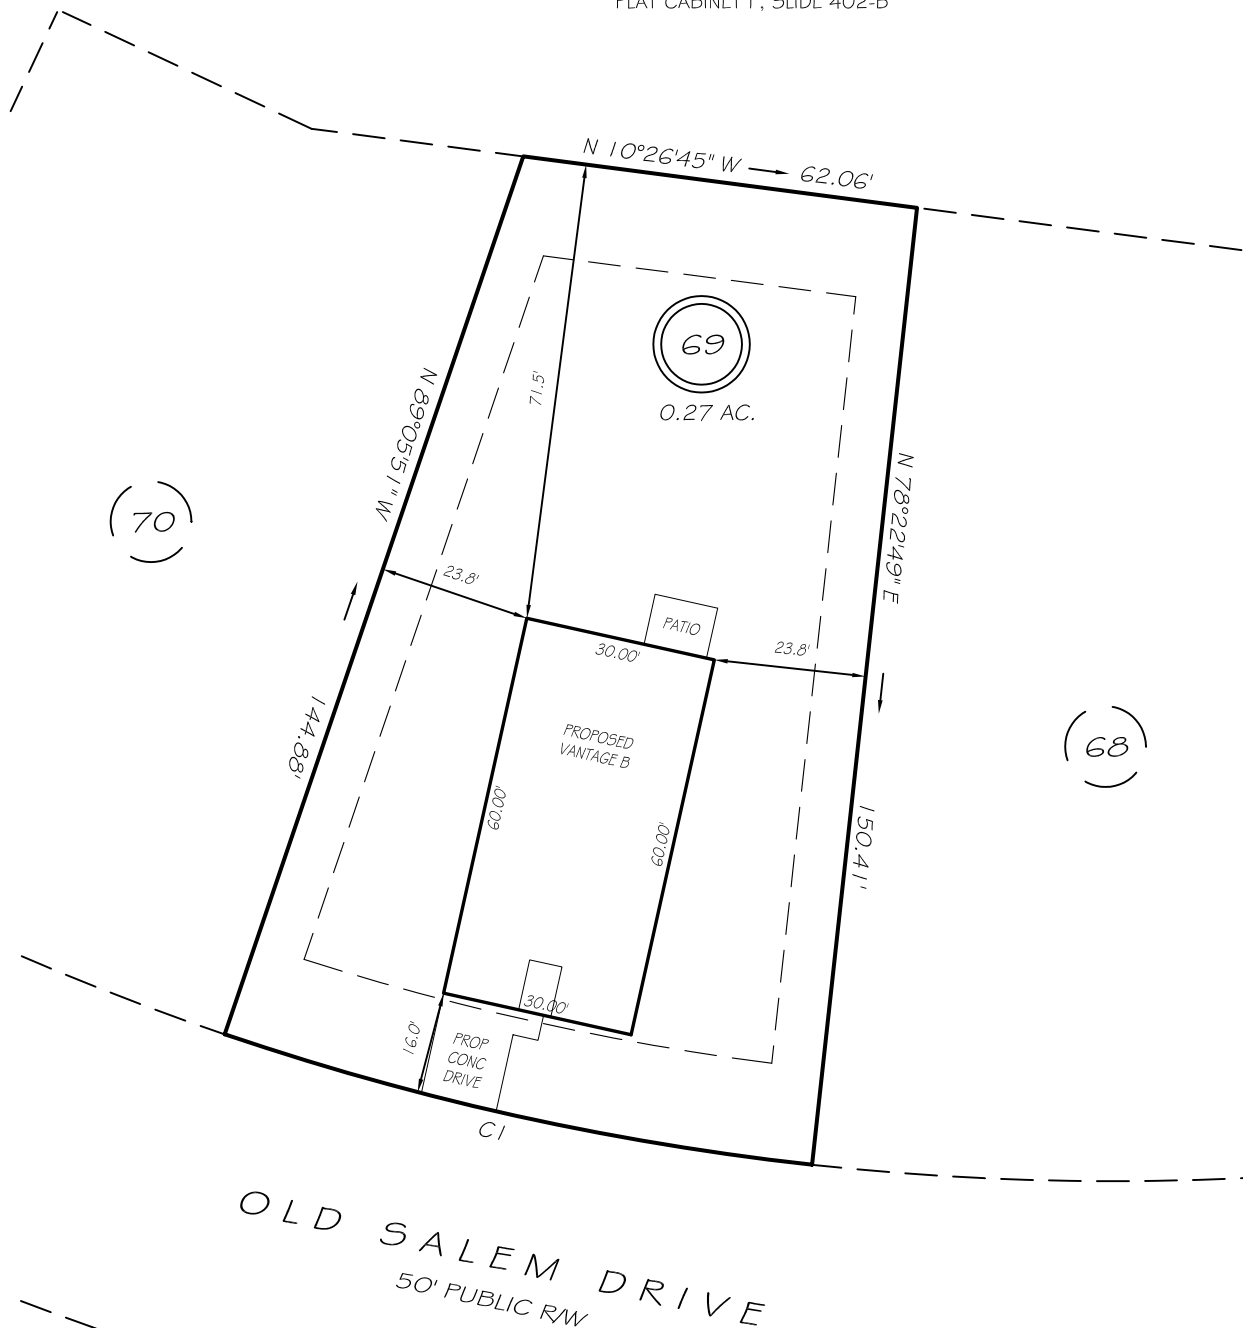 PLAT CABINET F, SLIDE 402-B
N 10°26'45" W 62.06'
69
0.27 AC.
71.5'
N 89°05'51" W
N 78°22'49" E
70
23.8'
PATIO
30.00'
23.8'
144.88'
PROPOSED
VANTAGE B
68
60.00'
60.00'
150.41'
30.00'
16.0'
PROP
CONC
DRIVE
C1
OLD SALEM DRIVE
50' PUBLIC R/W